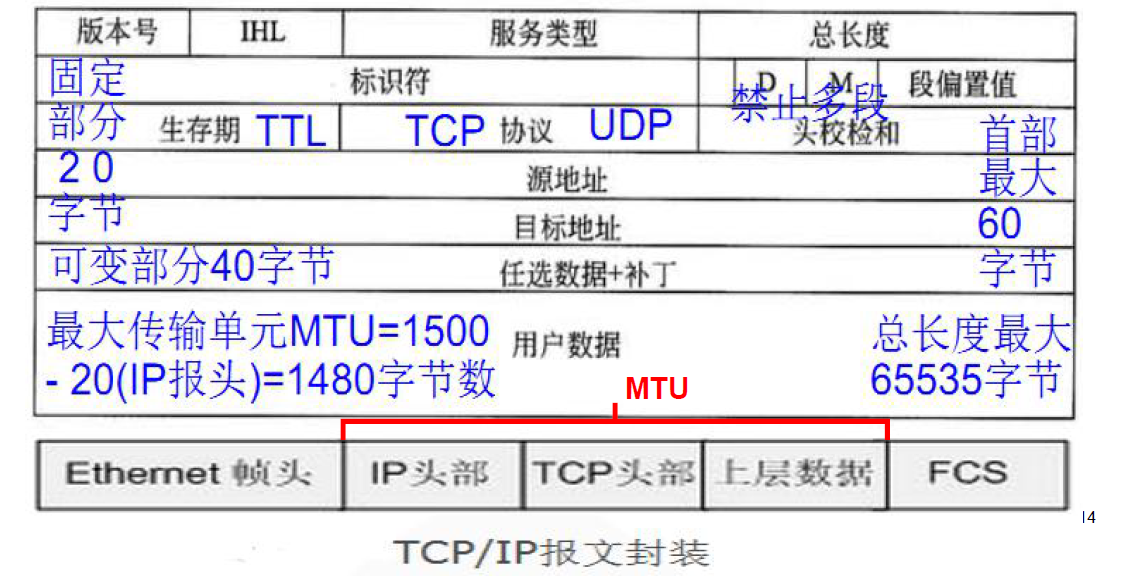 版本号 IHL 服务类型 总长度
固定 标识符 D M 段偏置值
禁止多段
部分 生存期 TTL TCP 协议 UDP 头校检和 首部
20 源地址 最大
字节 目标地址 60
可变部分40字节 任选数据+补丁 字节
最大传输单元MTU=1500 用户数据 总长度最大
- 20(IP报头)=1480字节数 65535字节
MTU
Ethernet 帧头 IP头部 TCP头部 上层数据 FCS
14
TCP/IP报文封装